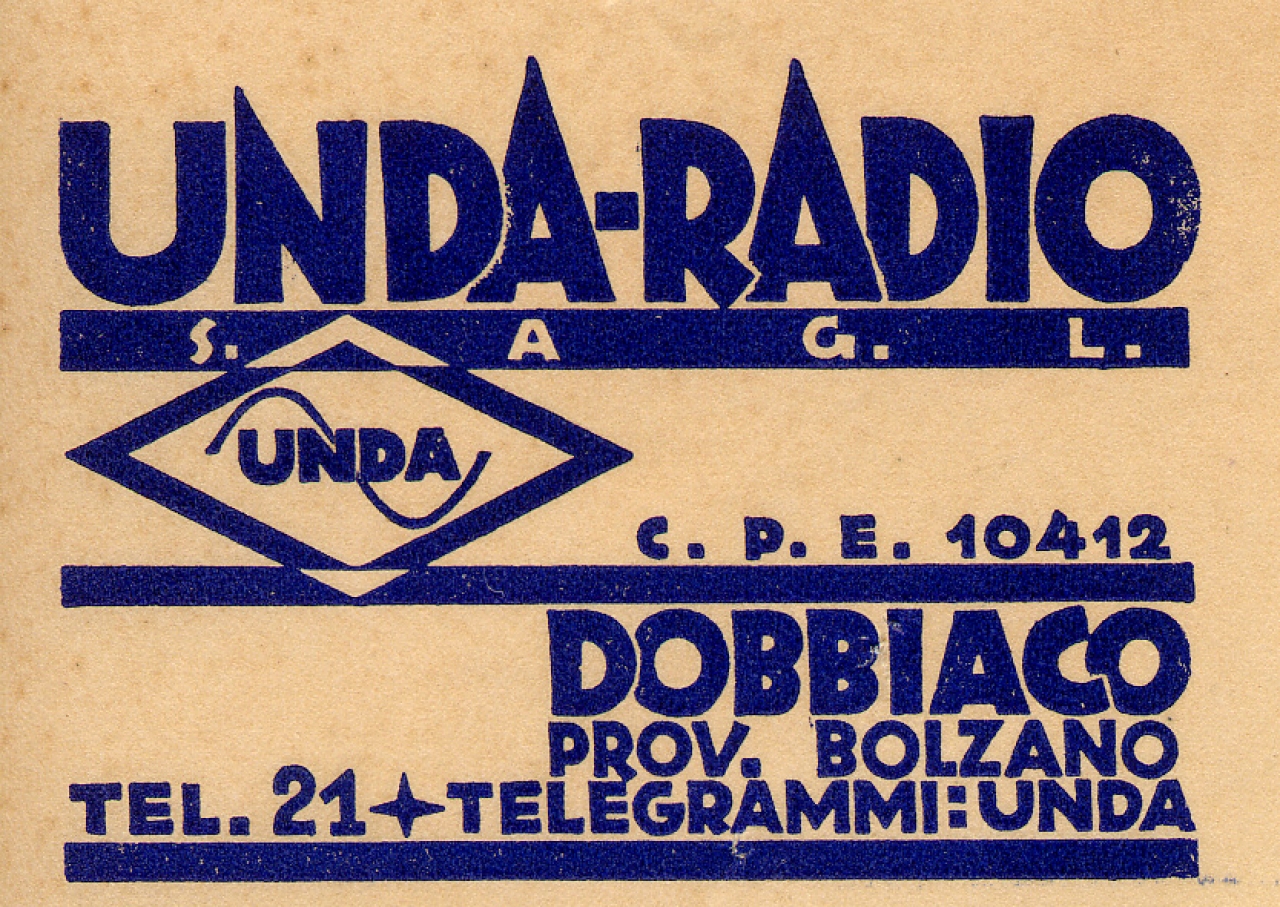 UNDA-RADIO
S. A G. L.
UNDA
C. P. E. 10412
DOBBIACO
PROV. BOLZANO
TEL. 21✦TELEGRAMMI:UNDA